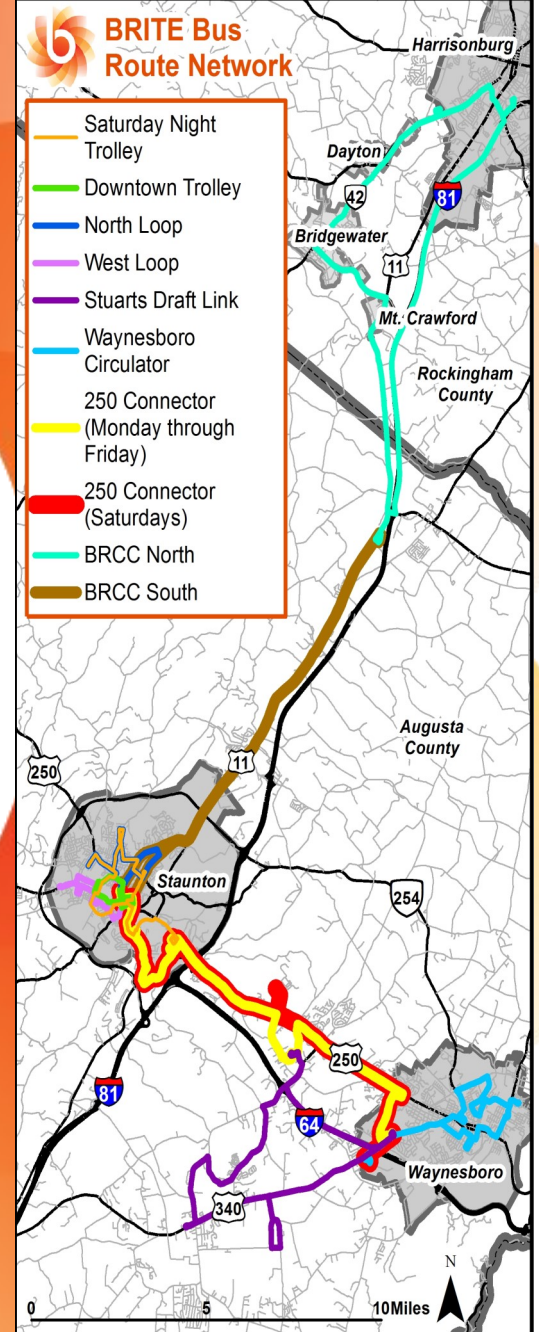 b
BRITE Bus
Route Network
Saturday Night
Trolley
Downtown Trolley
North Loop
West Loop
Stuarts Draft Link
Waynesboro
Circulator
250 Connector
(Monday through
Friday)
250 Connector
(Saturdays)
BRCC North
BRCC South
Harrisonburg
Dayton
42
81
Bridgewater
11
Mt. Crawford
Rockingham
County
Augusta
County
11
250
Staunton
254
250
81
64
Waynesboro
340
N
0 5 10Miles